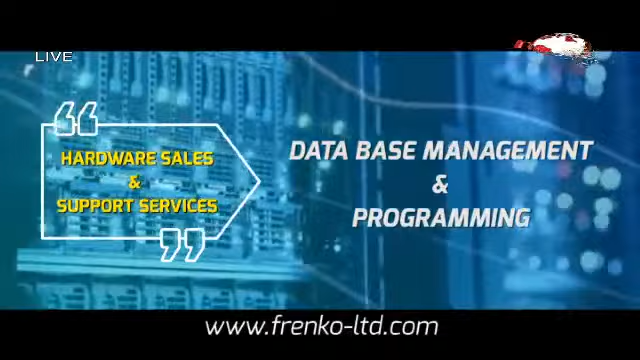 LIVE
HARDWARE SALES
&
SUPPORT SERVICES
DATA BASE MANAGEMENT
&
PROGRAMMING
www.frenko-ltd.com